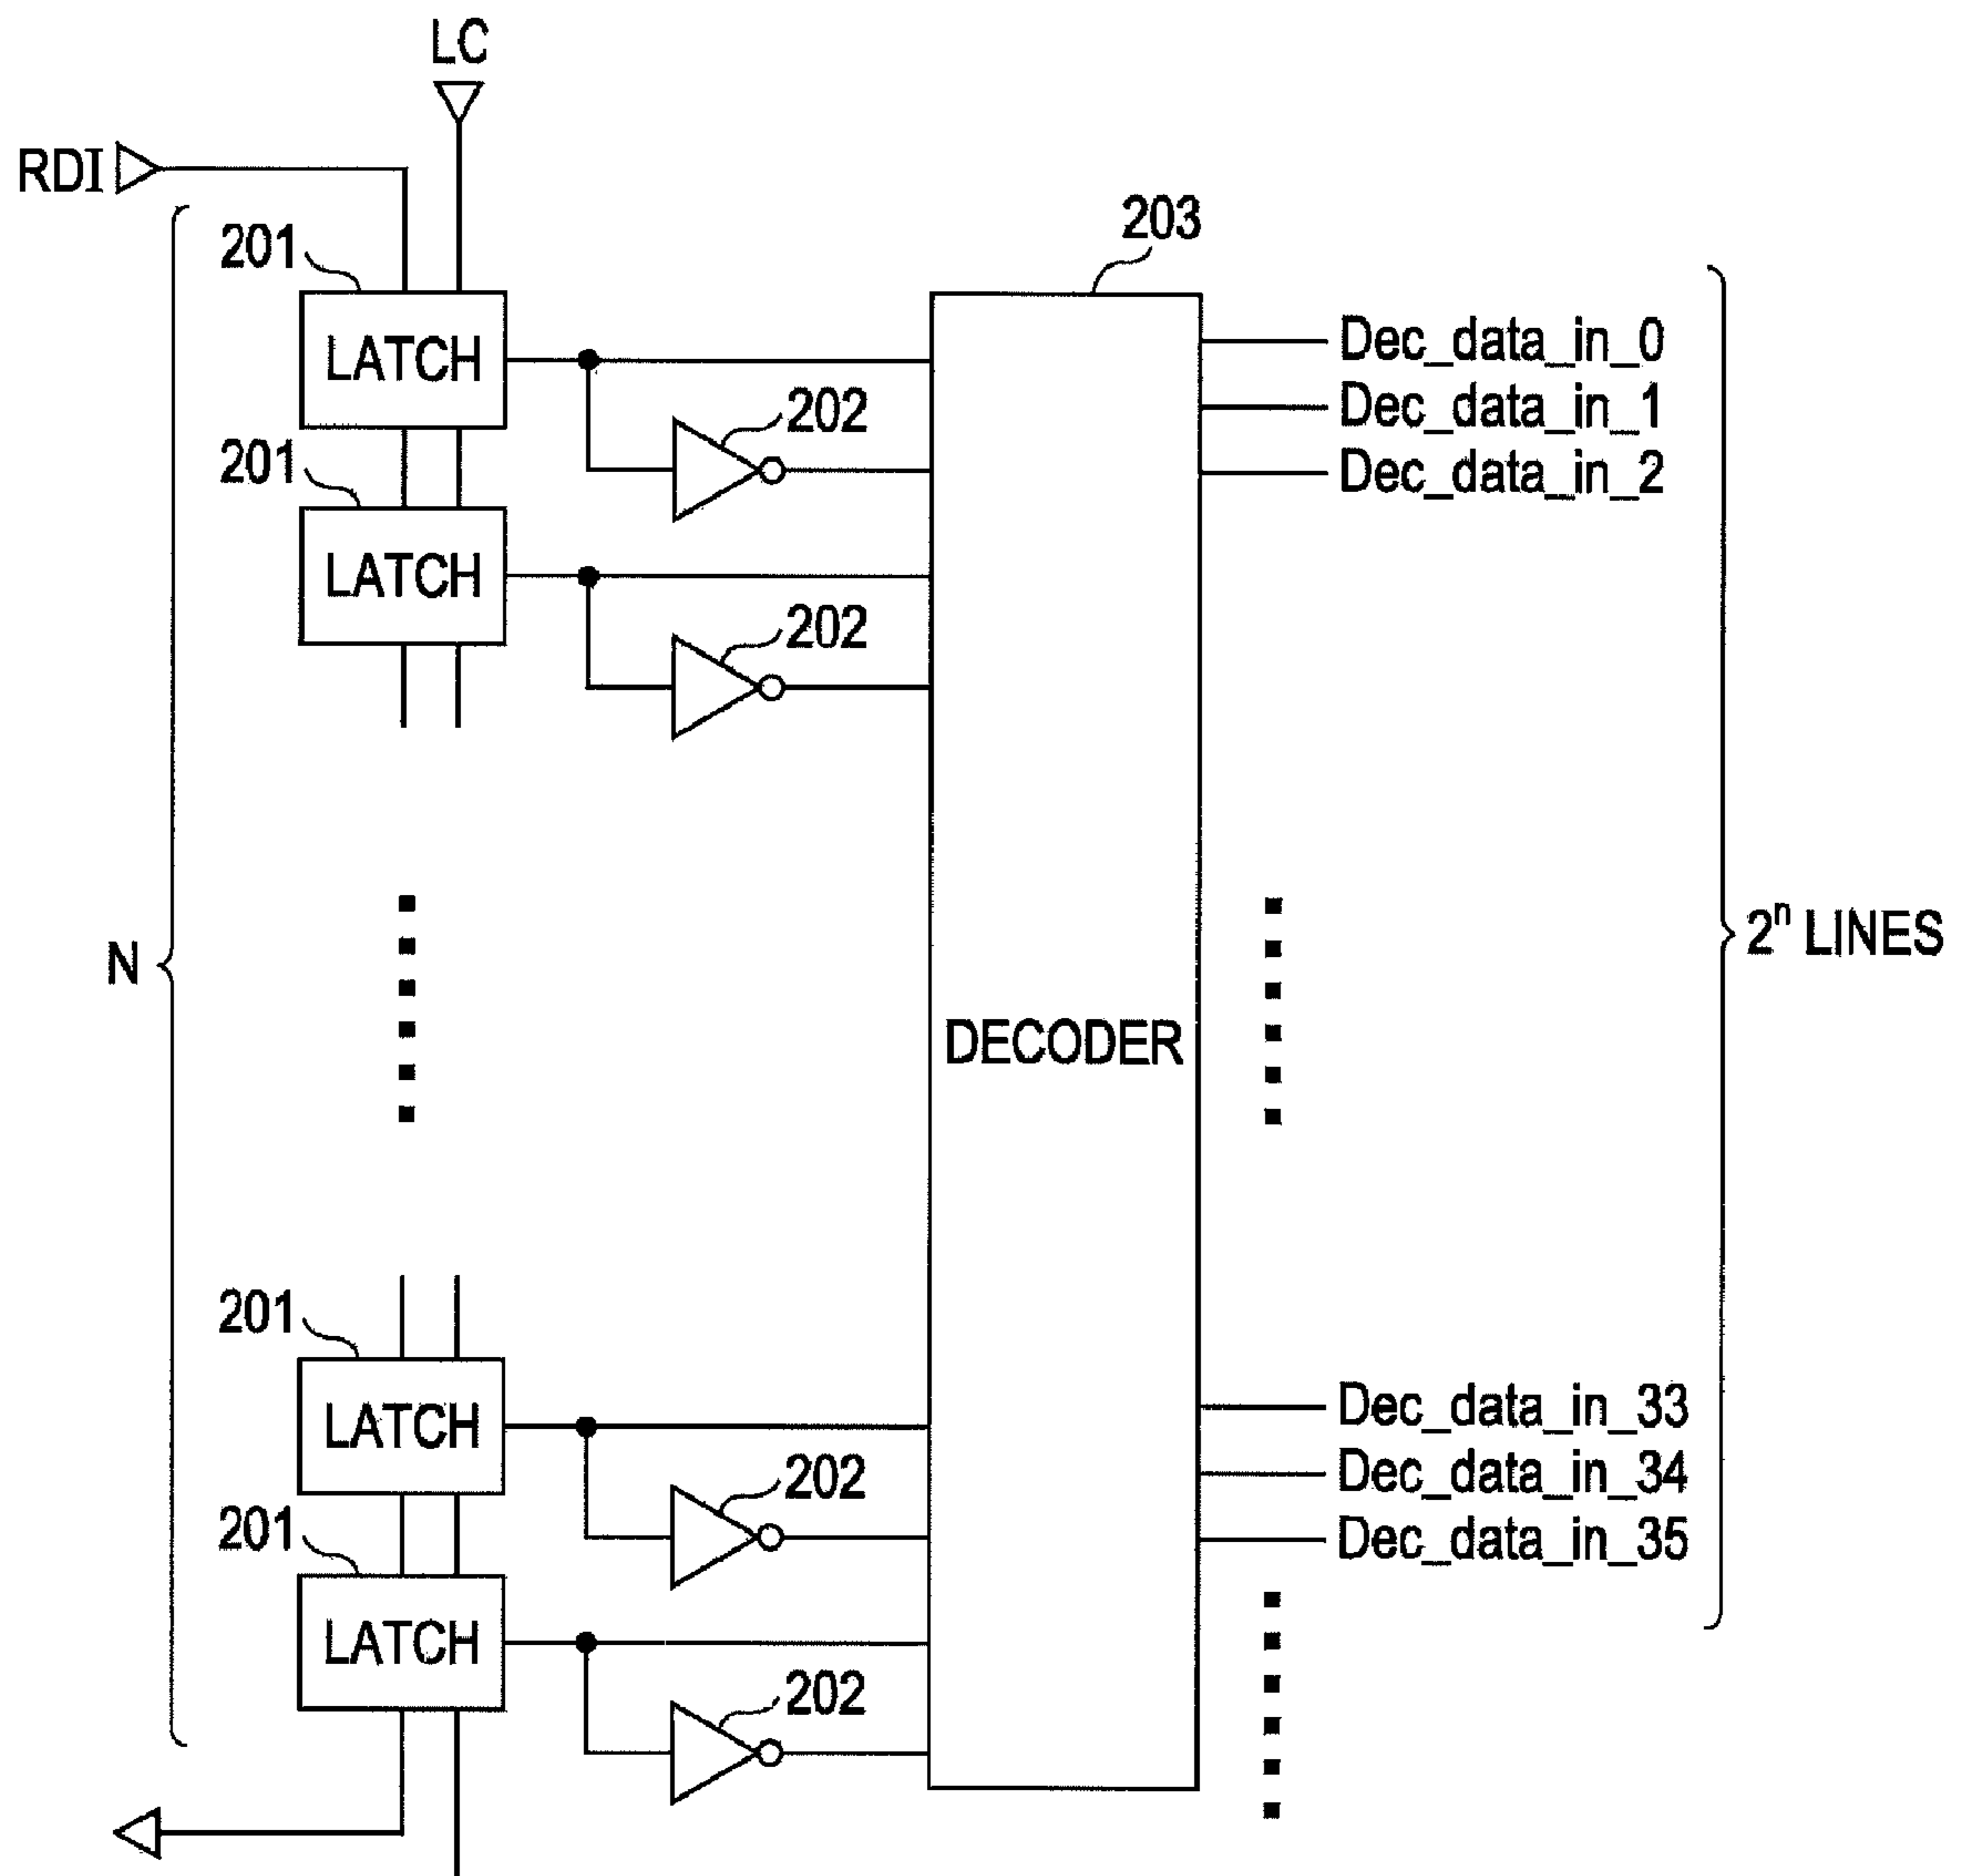 LC
RDI
201
203
LATCH
Dec_data_in_0
202
Dec_data_in_1
201
Dec_data_in_2
LATCH
202
N
2ⁿ LINES
DECODER
201
LATCH
Dec_data_in_33
202
Dec_data_in_34
201
Dec_data_in_35
LATCH
202